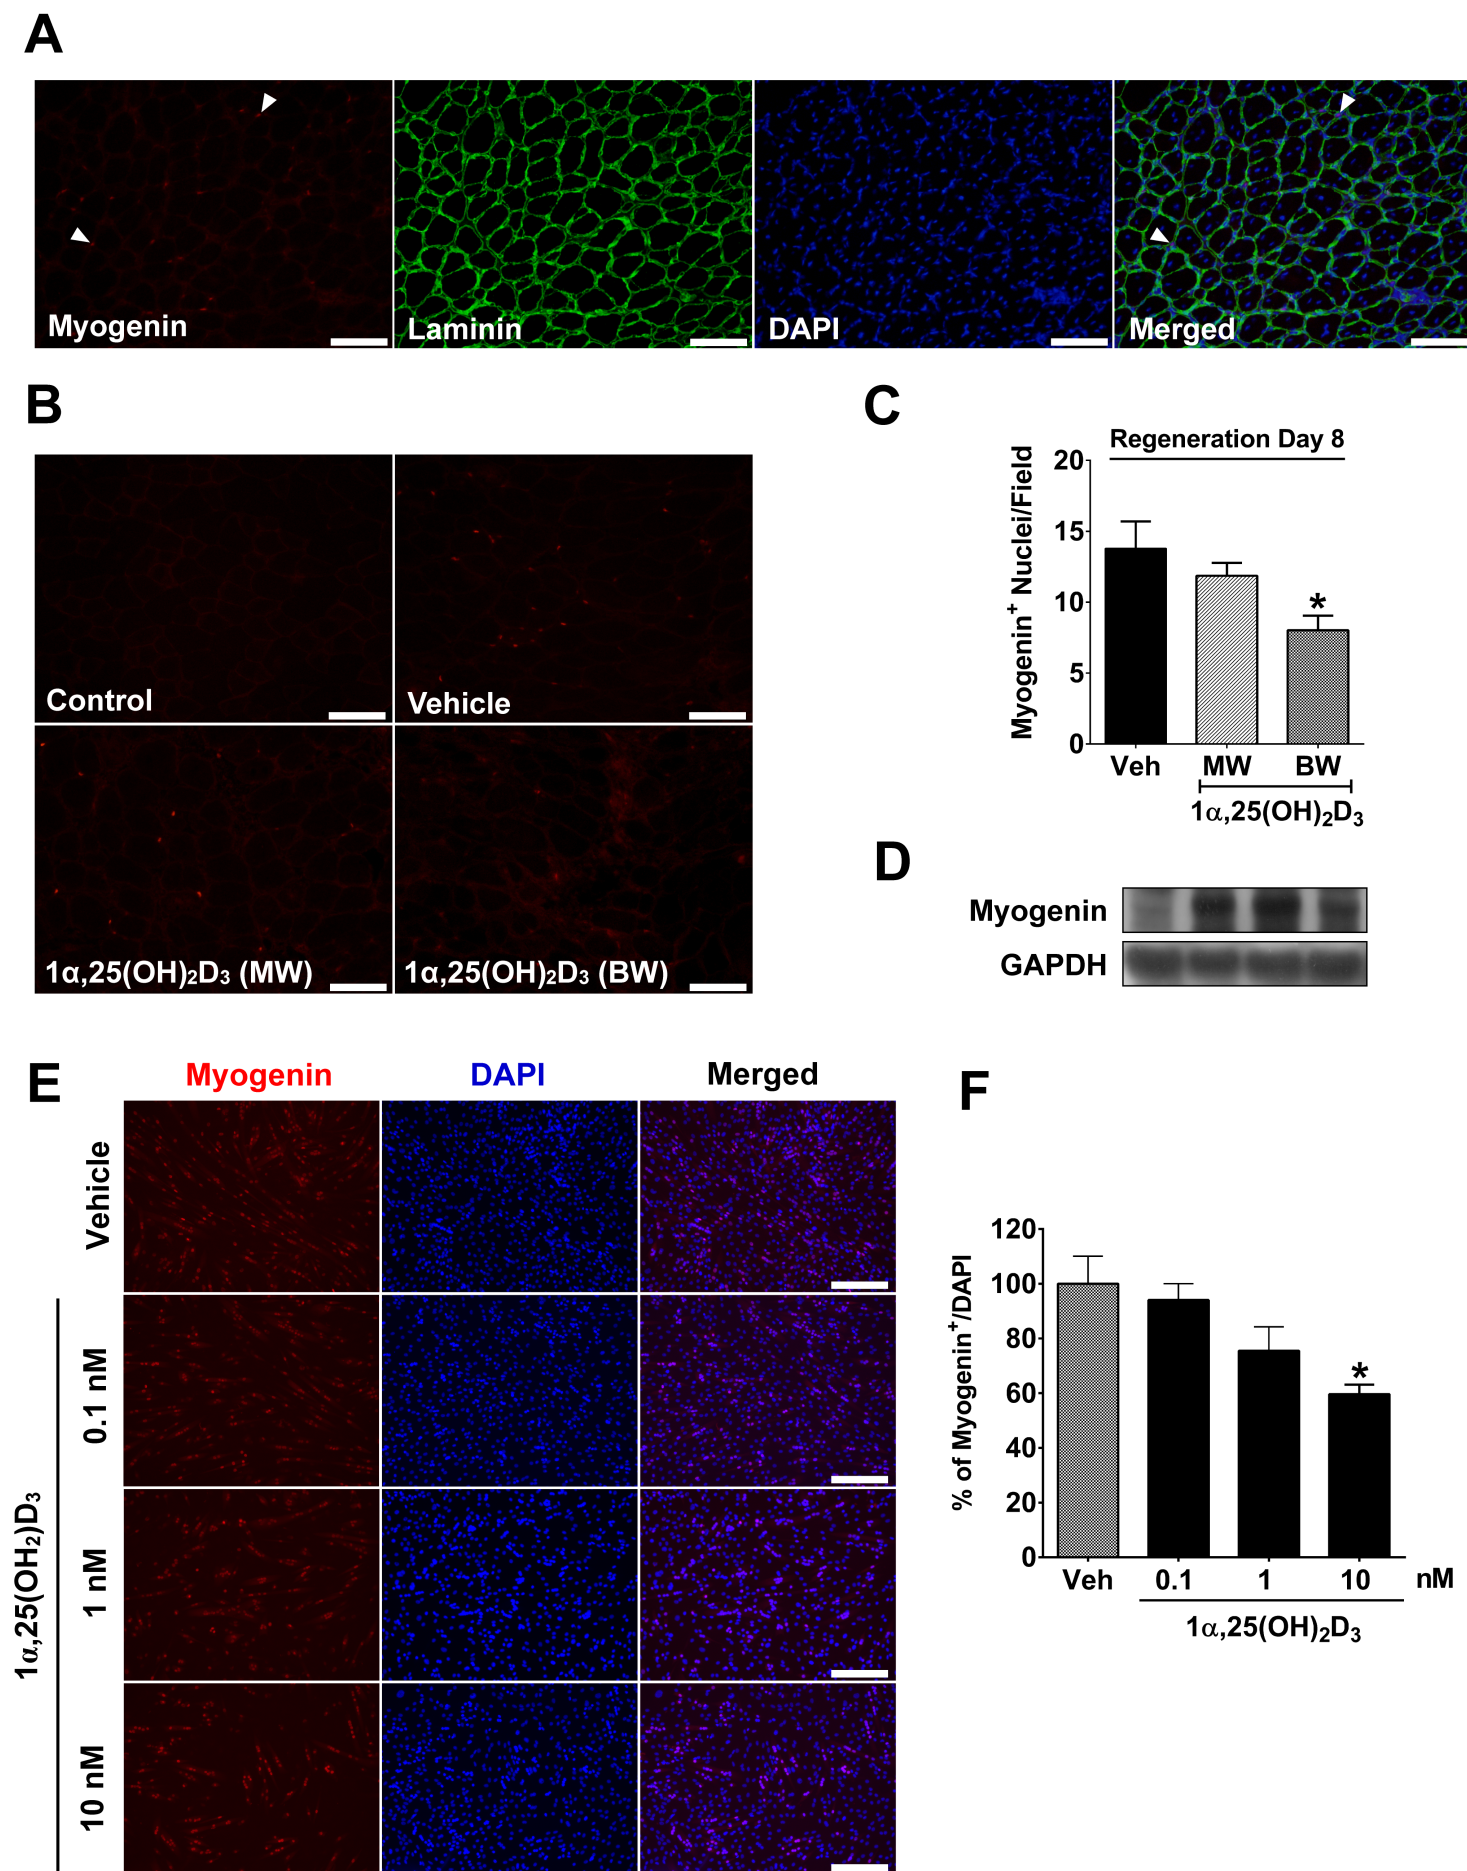 A
Myogenin
Laminin
DAPI
Merged
B
Control
Vehicle
1α,25(OH)₂D₃ (MW)
1α,25(OH)₂D₃ (BW)
C
Regeneration Day 8
Myogenin⁺ Nuclei/Field
20
15
10
5
0
*
Veh
MW
BW
1α,25(OH)₂D₃
D
Myogenin
GAPDH
E
Myogenin
DAPI
Merged
Vehicle
0.1 nM
1 nM
10 nM
1α,25(OH₂)D₃
F
% of Myogenin⁺/DAPI
120
100
80
60
40
20
0
*
Veh
0.1
1
10
nM
1α,25(OH)₂D₃